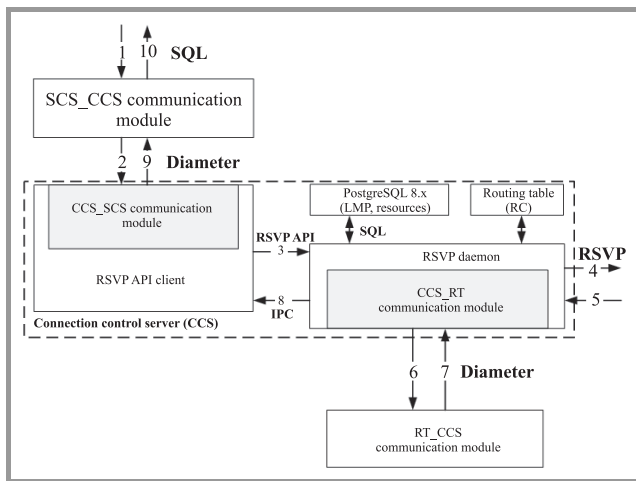 1 10 SQL
SCS_CCS communication
module
2 9 Diameter
CCS_SCS communication
module
RSVP API client
PostgreSQL 8.x
(LMP, resources)
Routing table
(RC)
SQL
RSVP API
3
RSVP daemon
RSVP
4
5
CCS_RT
communication module
8
IPC
Connection control server (CCS)
6 7 Diameter
RT_CCS
communication module